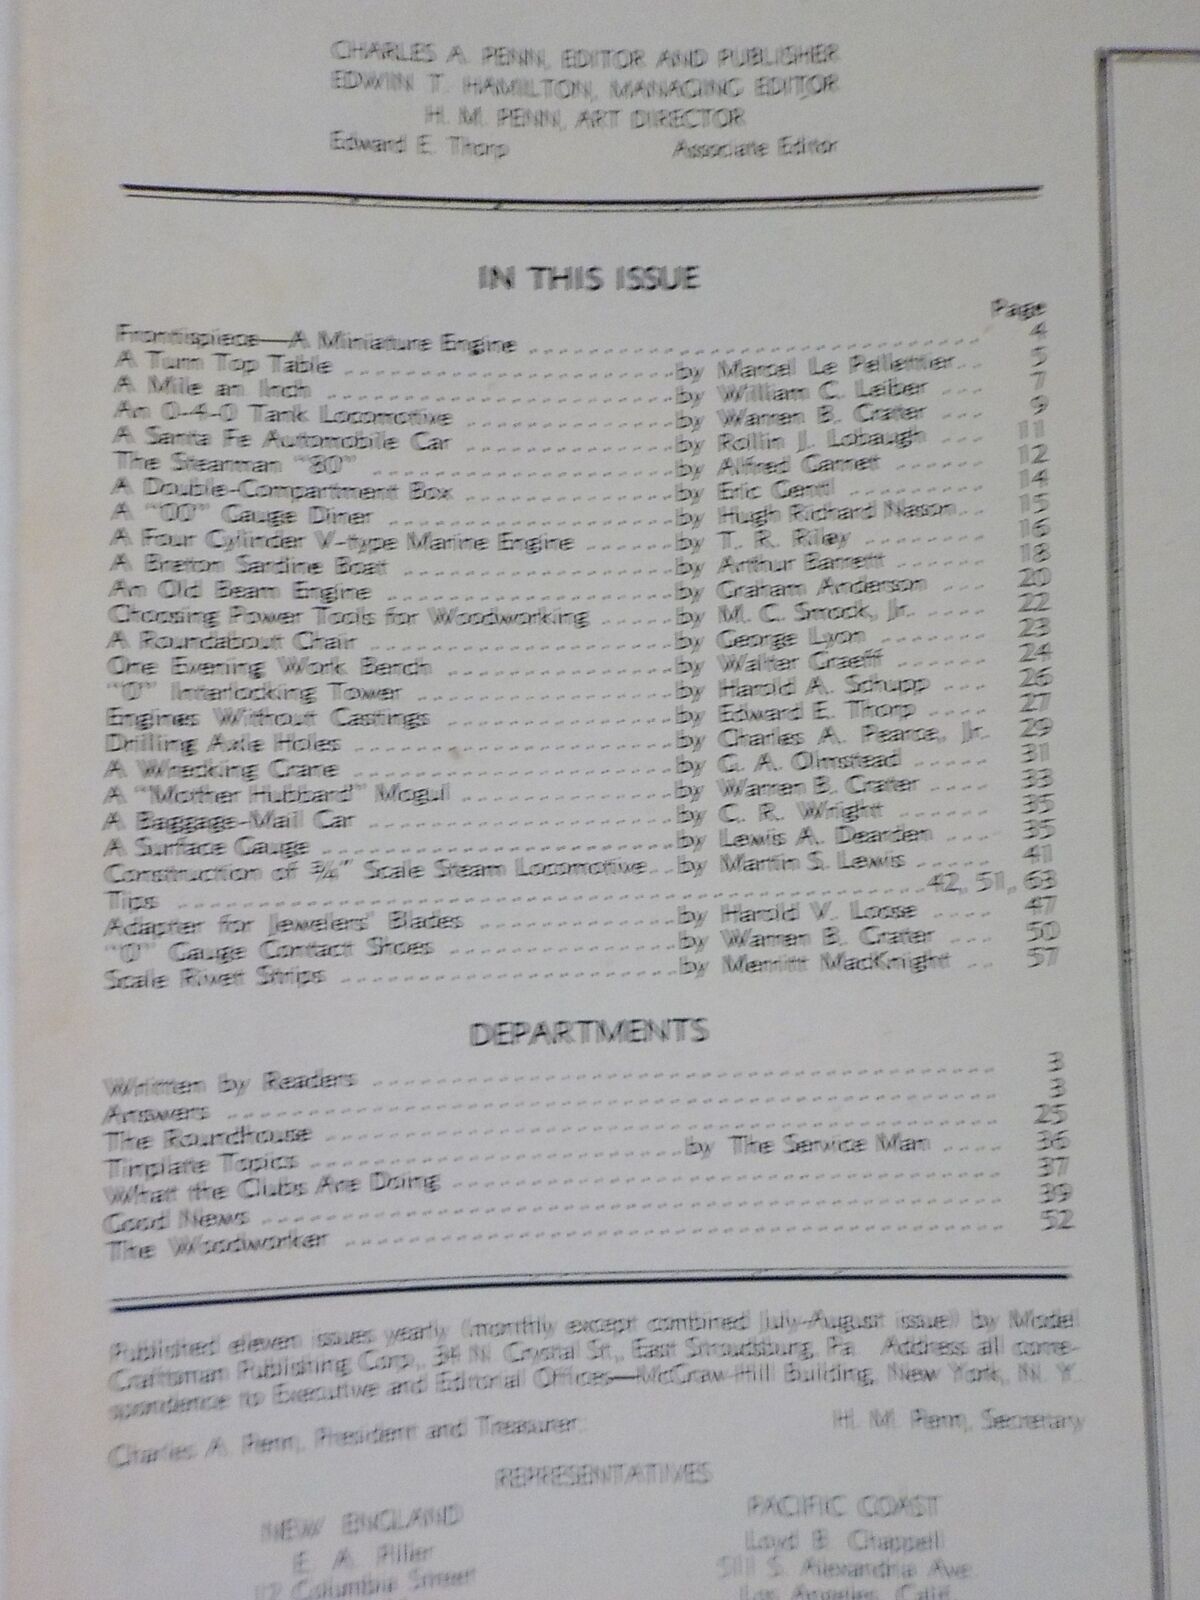 CHARLES A. PENN, EDITOR AND PUBLISHER
EDWIN T. HAMILTON, MANAGING EDITOR
H. M. PENN, ART DIRECTOR
Edward E. Thorp Associate Editor
IN THIS ISSUE
Page
Frontispiece—A Miniature Engine 4
A Turn Top Table by Marcel Le Pelletier 5
A Mile an Inch by William C. Leiber 7
An 0-4-0 Tank Locomotive by Warren B. Crater 9
A Santa Fe Automobile Car by Rollin J. Lobaugh 11
The Stearman "80" by Alfred Garnett 12
A Double-Compartment Box by Eric Gentl 14
A "OO" Gauge Diner by Hugh Richard Nason 15
A Four Cylinder V-type Marine Engine by T. R. Riley 16
A Breton Sardine Boat by Arthur Barrett 18
An Old Beam Engine by Graham Anderson 20
Choosing Power Tools for Woodworking by M. C. Smock, Jr. 22
A Roundabout Chair by George Lyon 23
One Evening Work Bench by Walter Graeff 24
"O" Interlocking Tower by Harold A. Schupp 26
Engines Without Castings by Edward E. Thorp 27
Drilling Axle Holes by Charles A. Pearce, Jr. 29
A Wrecking Crane by G. A. Olmstead 31
A "Mother Hubbard" Mogul by Warren B. Crater 33
A Baggage-Mail Car by C. R. Wright 35
A Surface Gauge by Lewis A. Dearden 35
Construction of ¾" Scale Steam Locomotive by Martin S. Lewis 41
Tips 42, 51, 63
Adapter for Jewelers' Blades by Harold V. Loose 47
"O" Gauge Contact Shoes by Warren B. Crater 50
Scale Rivet Strips by Merritt MacKnight 57
DEPARTMENTS
Written by Readers 3
Answers 3
The Roundhouse 25
Tinplate Topics by The Service Man 36
What the Clubs Are Doing 37
Good News 39
The Woodworker 52
Published eleven issues yearly (monthly except combined July-August issue) by Model
Craftsman Publishing Corp., 34 N. Crystal St., East Stroudsburg, Pa. Address all corre-
spondence to Executive and Editorial Offices—McGraw-Hill Building, New York, N. Y.
Charles A. Penn, President and Treasurer. H. M. Penn, Secretary
REPRESENTATIVES
NEW ENGLAND PACIFIC COAST
E. A. Piller Loyd B. Chappell
Columbia Street S. Alexandria Ave.
Los Angeles, Calif.